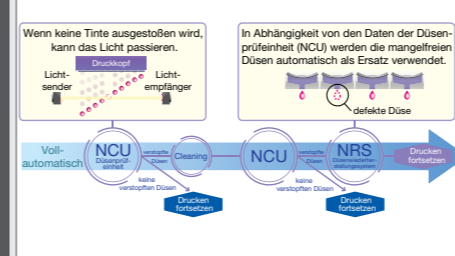 Wenn keine Tinte ausgestoßen wird,
kann das Licht passieren.
Druckkopf
Licht-
sender
Licht-
empfänger
In Abhängigkeit von den Daten der Düsen-
prüfeinheit (NCU) werden die mangelfreien
Düsen automatisch als Ersatz verwendet.
defekte Düse
Voll-
automatisch
NCU
Düsenprüf-
einheit
verstopfte
Düsen
Cleaning
NCU
verstopfte
Düsen
NRS
Düsenwiederher-
stellungssystem
Drucken
fortsetzen
keine
verstopften Düsen
Drucken
fortsetzen
keine
verstopften Düsen
Drucken
fortsetzen